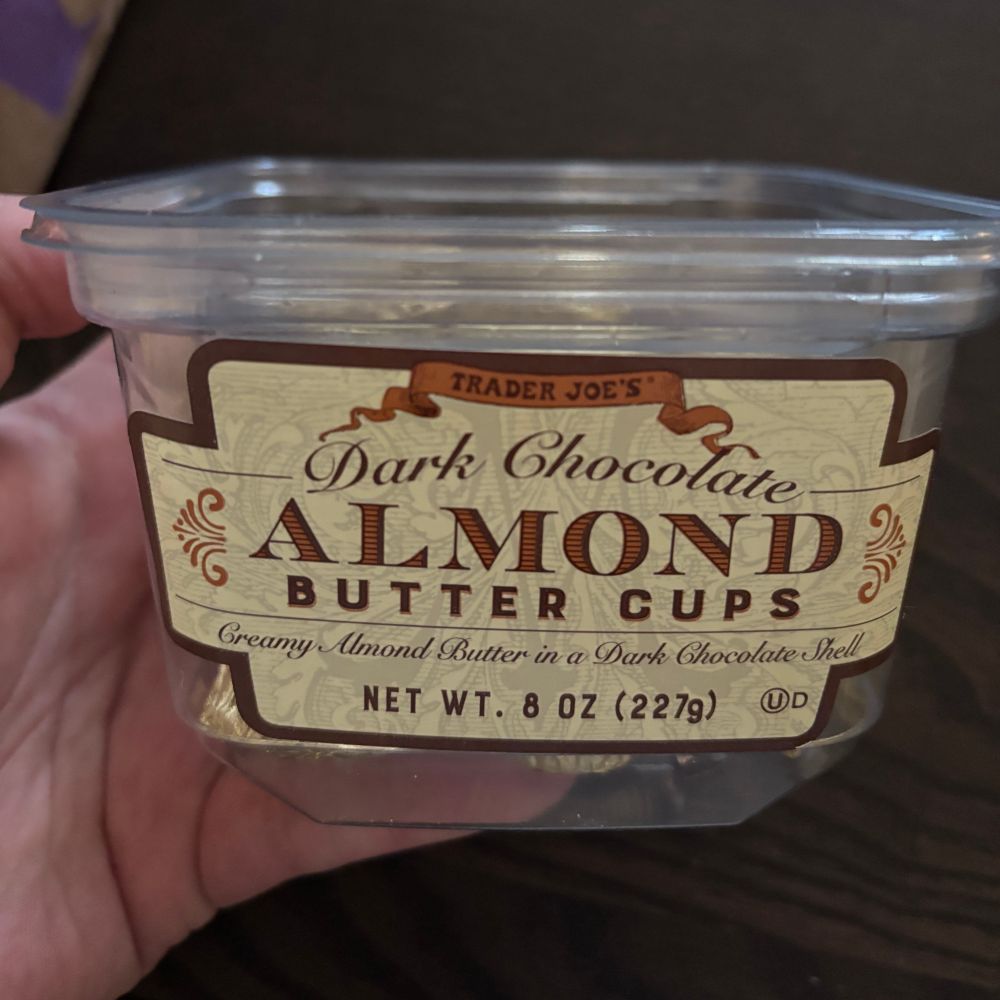 TRADER JOE'S®
Dark Chocolate
ALMOND
BUTTER CUPS
Creamy Almond Butter in a Dark Chocolate Shell
NET WT. 8 OZ (227g)
Ⓤ D